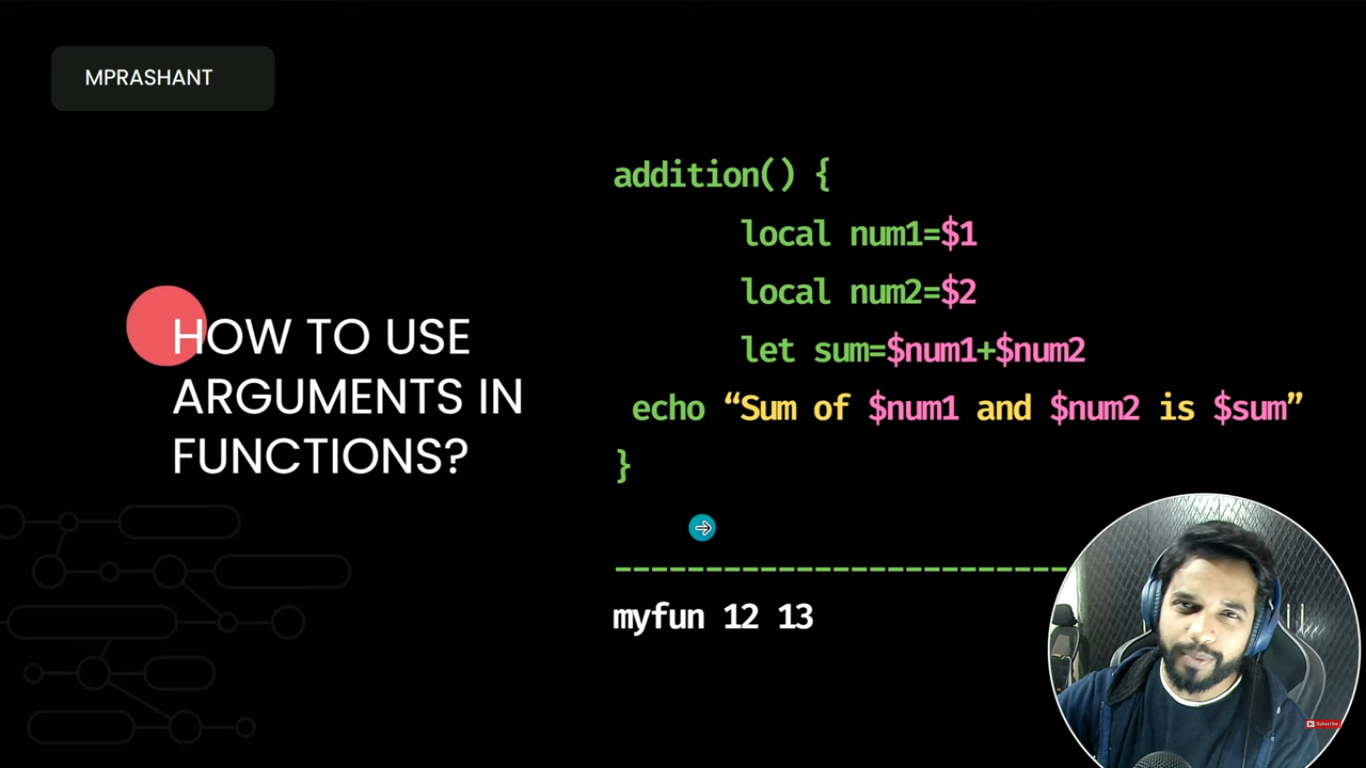 MPRASHANT
HOW TO USE
ARGUMENTS IN
FUNCTIONS?
addition() {
local num1=$1
local num2=$2
let sum=$num1+$num2
echo “Sum of $num1 and $num2 is $sum”
}
-------------------------
myfun 12 13
Subscribe